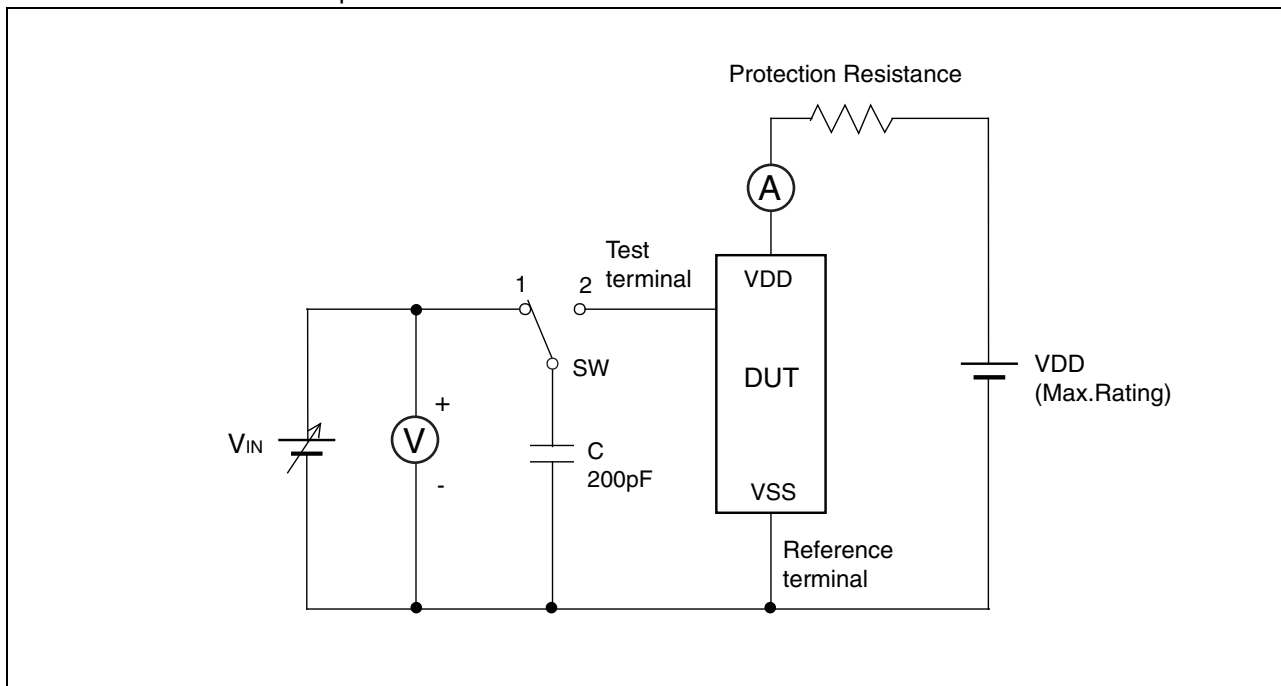 Protection Resistance
A
Test
terminal
1
2
VDD
SW
DUT
VDD
(Max.Rating)
VIN
+
V
-
C
200pF
VSS
Reference
terminal